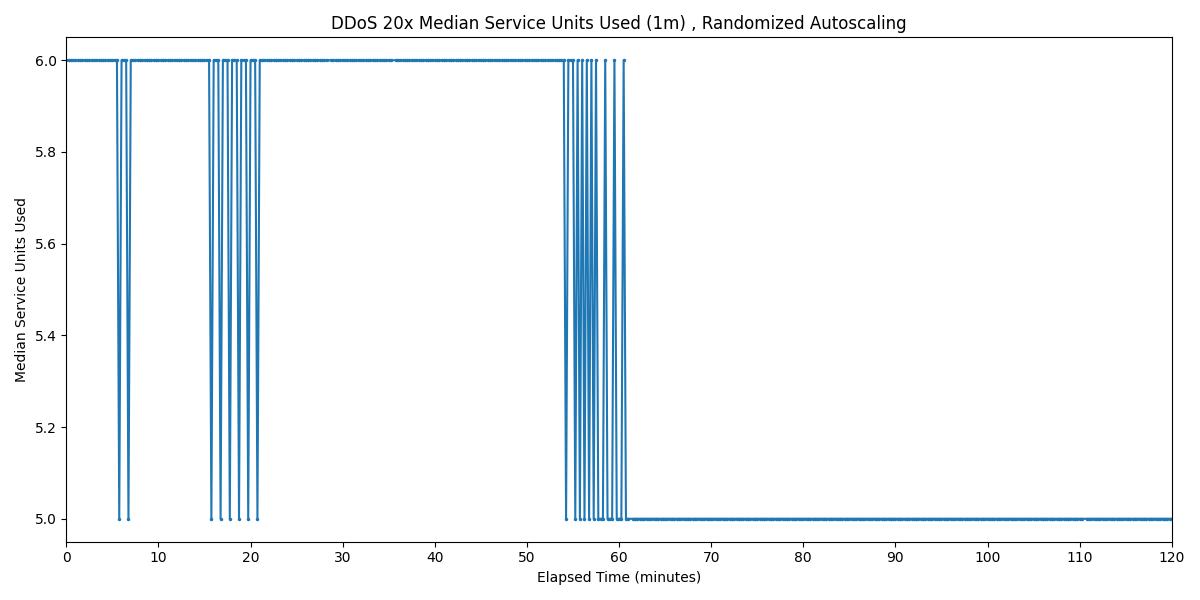 DDoS 20x Median Service Units Used (1m) , Randomized Autoscaling
6.0
5.8
5.6
5.4
5.2
5.0
Median Service Units Used
0 10 20 30 40 50 60 70 80 90 100 110 120
Elapsed Time (minutes)